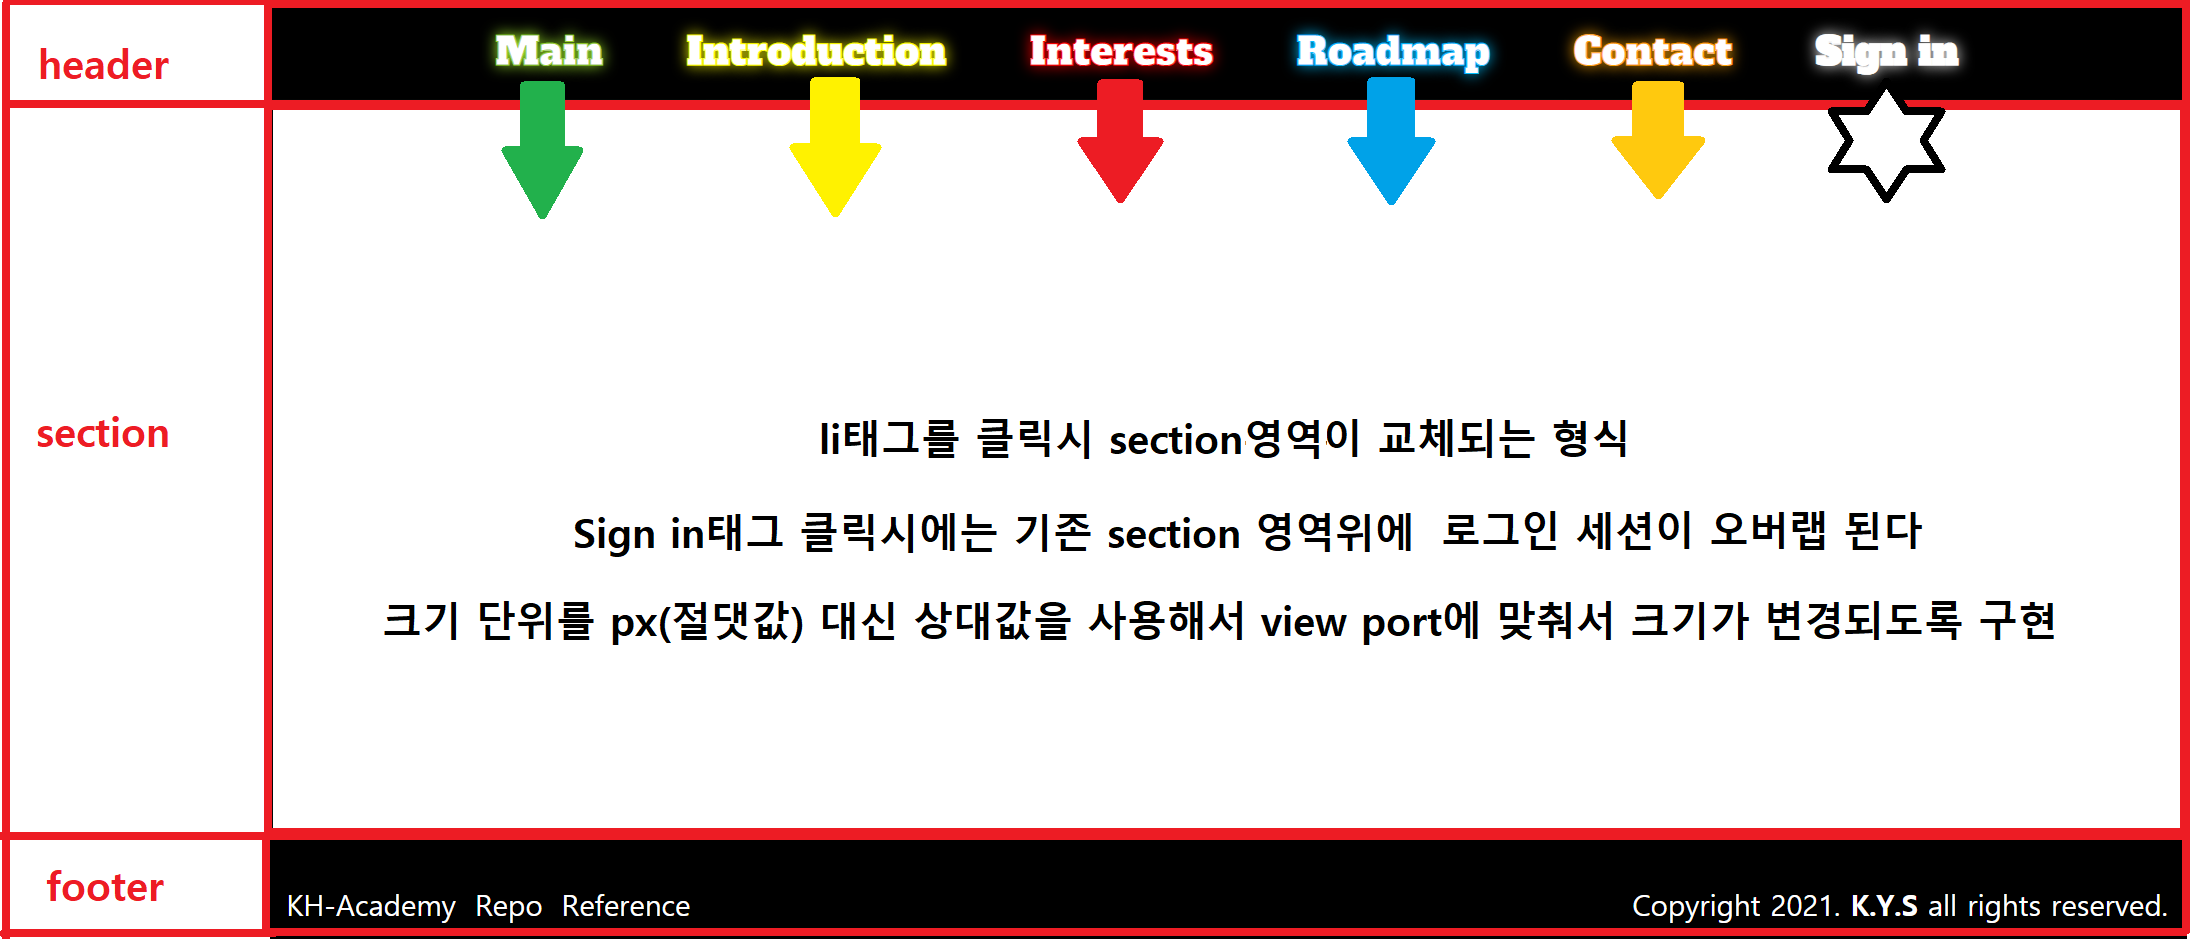 header
Main Introduction Interests Roadmap Contact Sign in
section
li태그를 클릭시 section영역이 교체되는 형식
Sign in태그 클릭시에는 기존 section 영역위에 로그인 세션이 오버랩 된다
크기 단위를 px(절댓값) 대신 상대값을 사용해서 view port에 맞춰서 크기가 변경되도록 구현
footer
KH-Academy Repo Reference
Copyright 2021. K.Y.S all rights reserved.